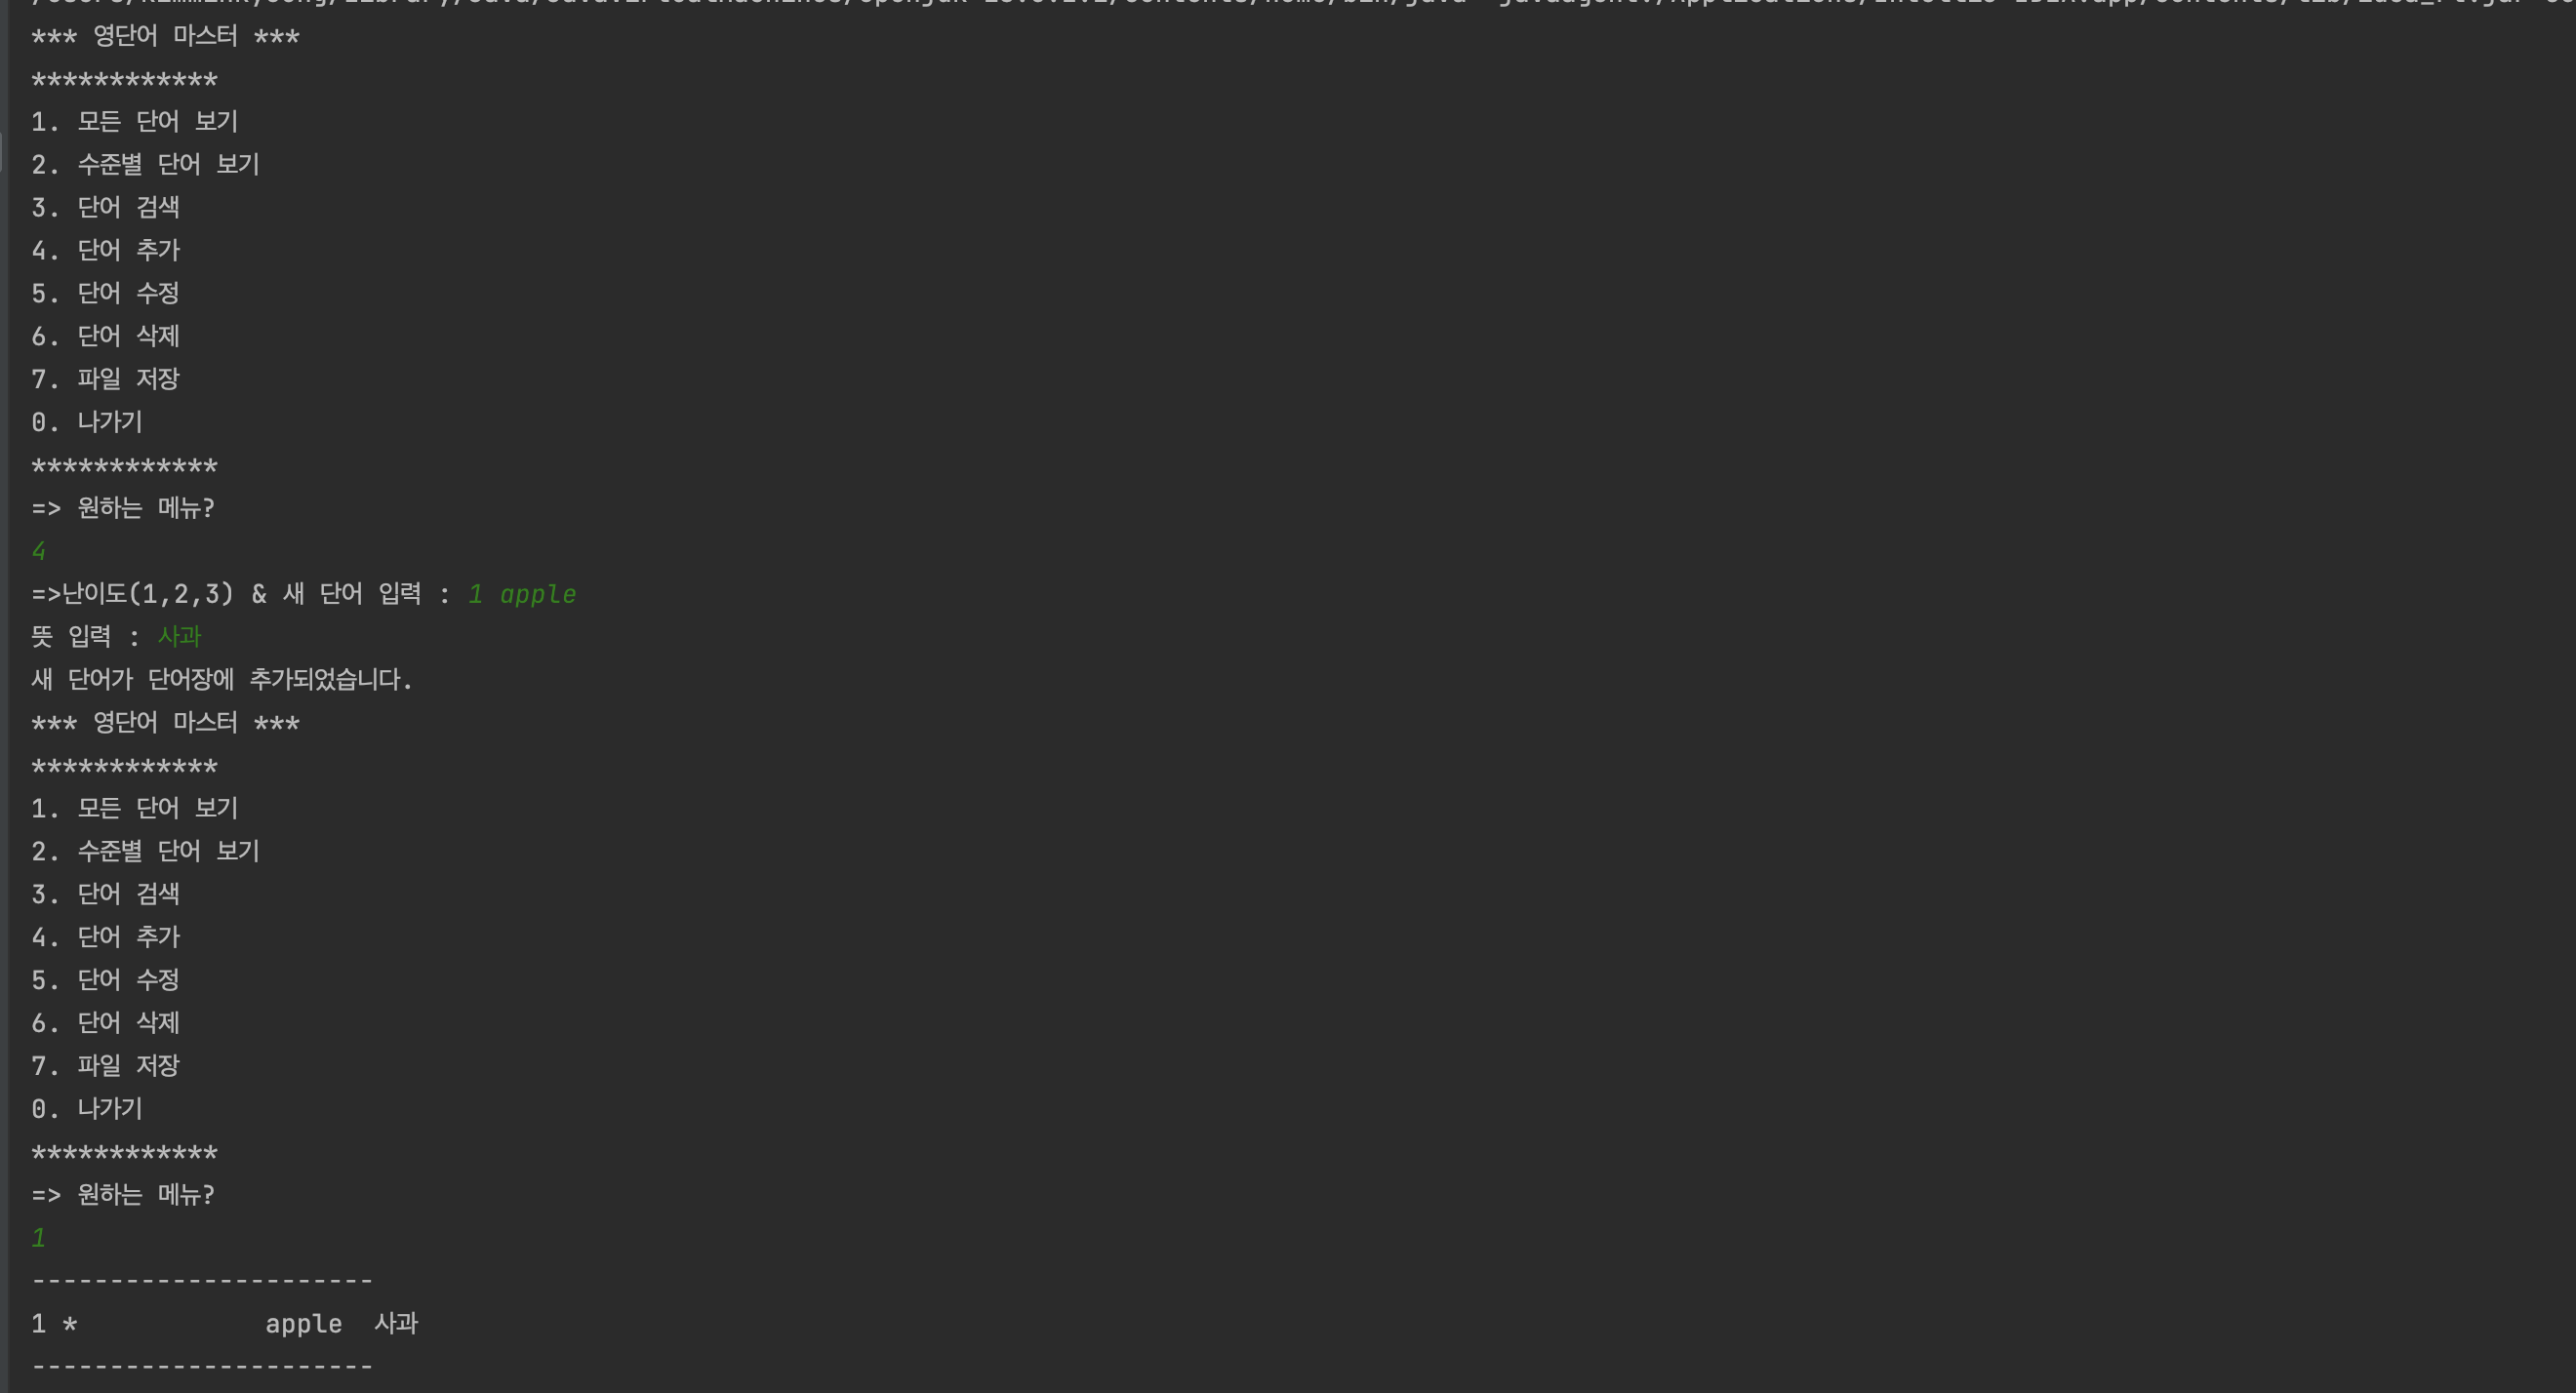 *** 영단어 마스터 ***
************
1. 모든 단어 보기
2. 수준별 단어 보기
3. 단어 검색
4. 단어 추가
5. 단어 수정
6. 단어 삭제
7. 파일 저장
0. 나가기
************
=> 원하는 메뉴?
4
=>난이도(1,2,3) & 새 단어 입력 : 1 apple
뜻 입력 : 사과
새 단어가 단어장에 추가되었습니다.
*** 영단어 마스터 ***
************
1. 모든 단어 보기
2. 수준별 단어 보기
3. 단어 검색
4. 단어 추가
5. 단어 수정
6. 단어 삭제
7. 파일 저장
0. 나가기
************
=> 원하는 메뉴?
1
----------------------
1 *            apple  사과
----------------------